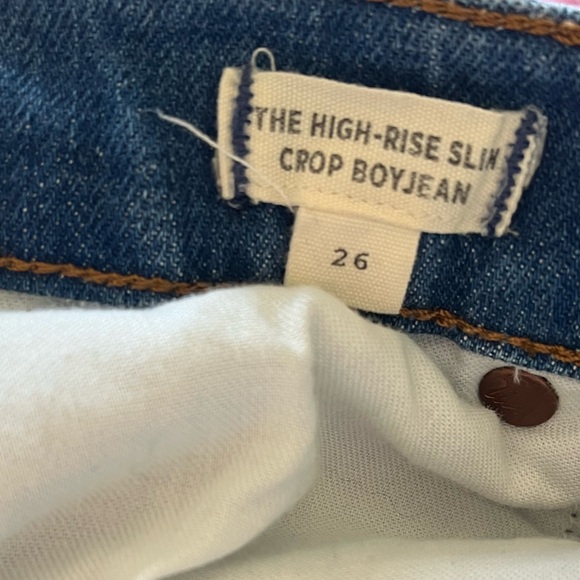 THE HIGH-RISE SLIM
CROP BOYJEAN
26